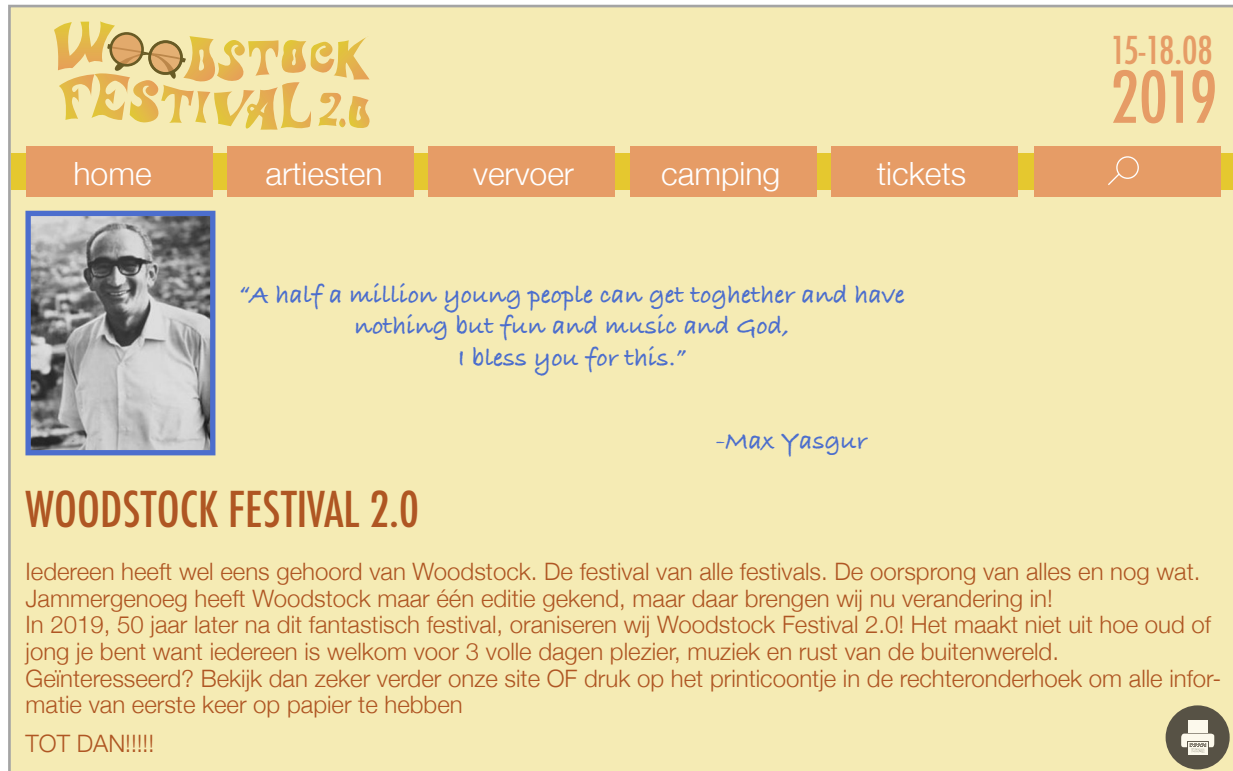 WOODSTOCK
FESTIVAL 2.0
15-18.08
2019
home
artiesten
vervoer
camping
tickets
“A half a million young people can get toghether and have
nothing but fun and music and God,
I bless you for this.”
-Max Yasgur
WOODSTOCK FESTIVAL 2.0
Iedereen heeft wel eens gehoord van Woodstock. De festival van alle festivals. De oorsprong van alles en nog wat.
Jammergenoeg heeft Woodstock maar één editie gekend, maar daar brengen wij nu verandering in!
In 2019, 50 jaar later na dit fantastisch festival, oraniseren wij Woodstock Festival 2.0! Het maakt niet uit hoe oud of
jong je bent want iedereen is welkom voor 3 volle dagen plezier, muziek en rust van de buitenwereld.
Geïnteresseerd? Bekijk dan zeker verder onze site OF druk op het printicoontje in de rechteronderhoek om alle infor-
matie van eerste keer op papier te hebben
TOT DAN!!!!!